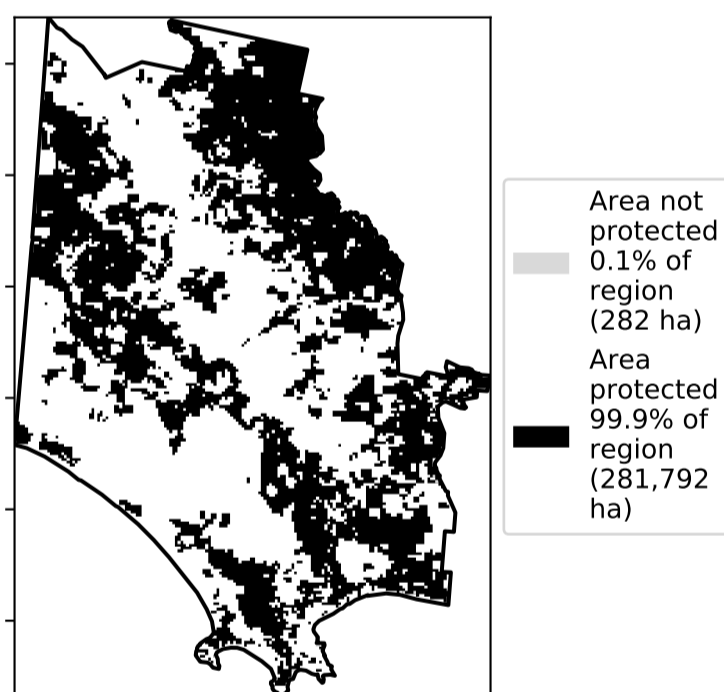 Area not
protected
0.1% of
region
(282 ha)
Area
protected
99.9% of
region
(281,792
ha)